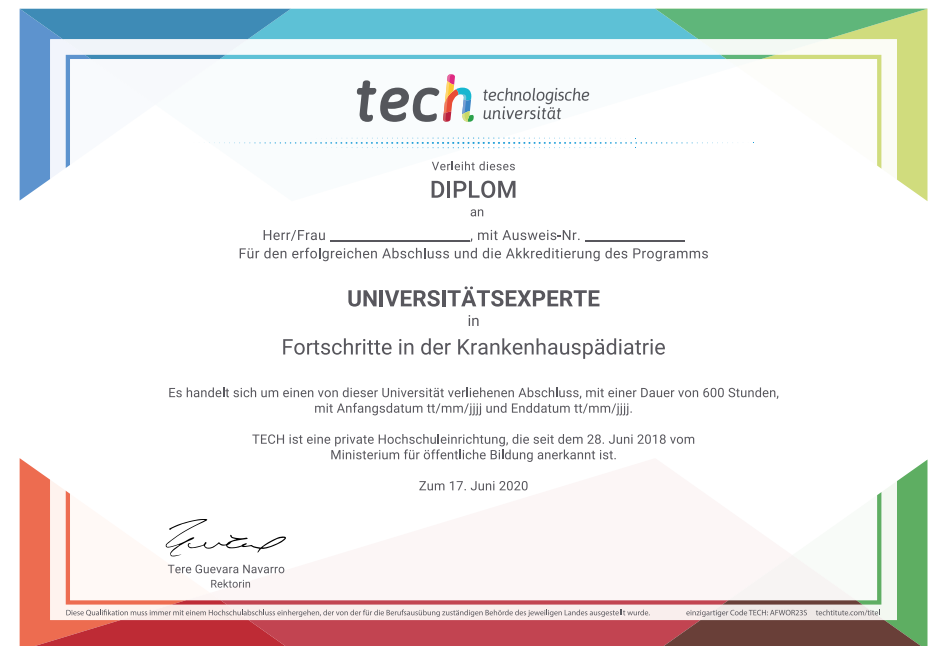 tech technologische
universität
Verleiht dieses
DIPLOM
an
Herr/Frau ____________, mit Ausweis-Nr. ____________
Für den erfolgreichen Abschluss und die Akkreditierung des Programms
UNIVERSITÄTSEXPERTE
in
Fortschritte in der Krankenhauspädiatrie
Es handelt sich um einen von dieser Universität verliehenen Abschluss, mit einer Dauer von 600 Stunden,
mit Anfangsdatum tt/mm/jjjj und Enddatum tt/mm/jjjj.
TECH ist eine private Hochschuleinrichtung, die seit dem 28. Juni 2018 vom
Ministerium für öffentliche Bildung anerkannt ist.
Zum 17. Juni 2020
Tere Guevara Navarro
Rektorin
Diese Qualifikation muss immer mit einem Hochschulabschluss einhergehen, der von der für die Berufsausübung zuständigen Behörde des jeweiligen Landes ausgestellt wurde. einzigartiger Code TECH: AFWOR23S techtitute.com/titel